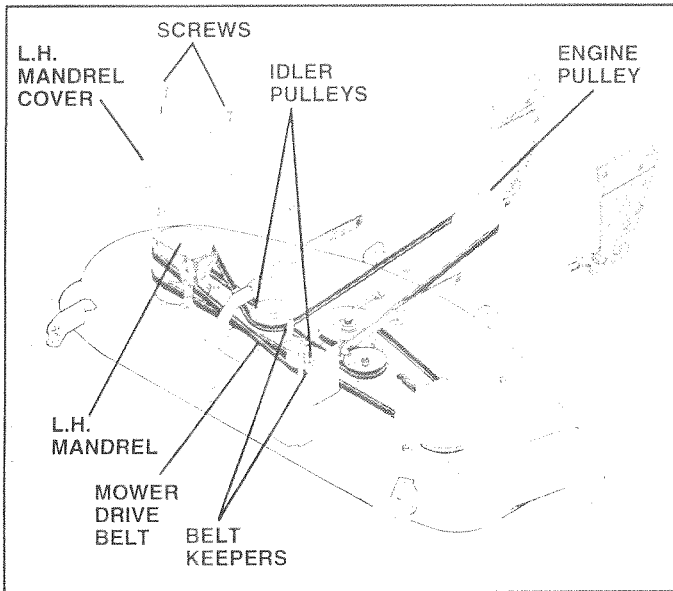 SCREWS
L.H.
MANDREL
COVER
IDLER
PULLEYS
ENGINE
PULLEY
L.H.
MANDREL
MOWER
DRIVE
BELT
BELT
KEEPERS